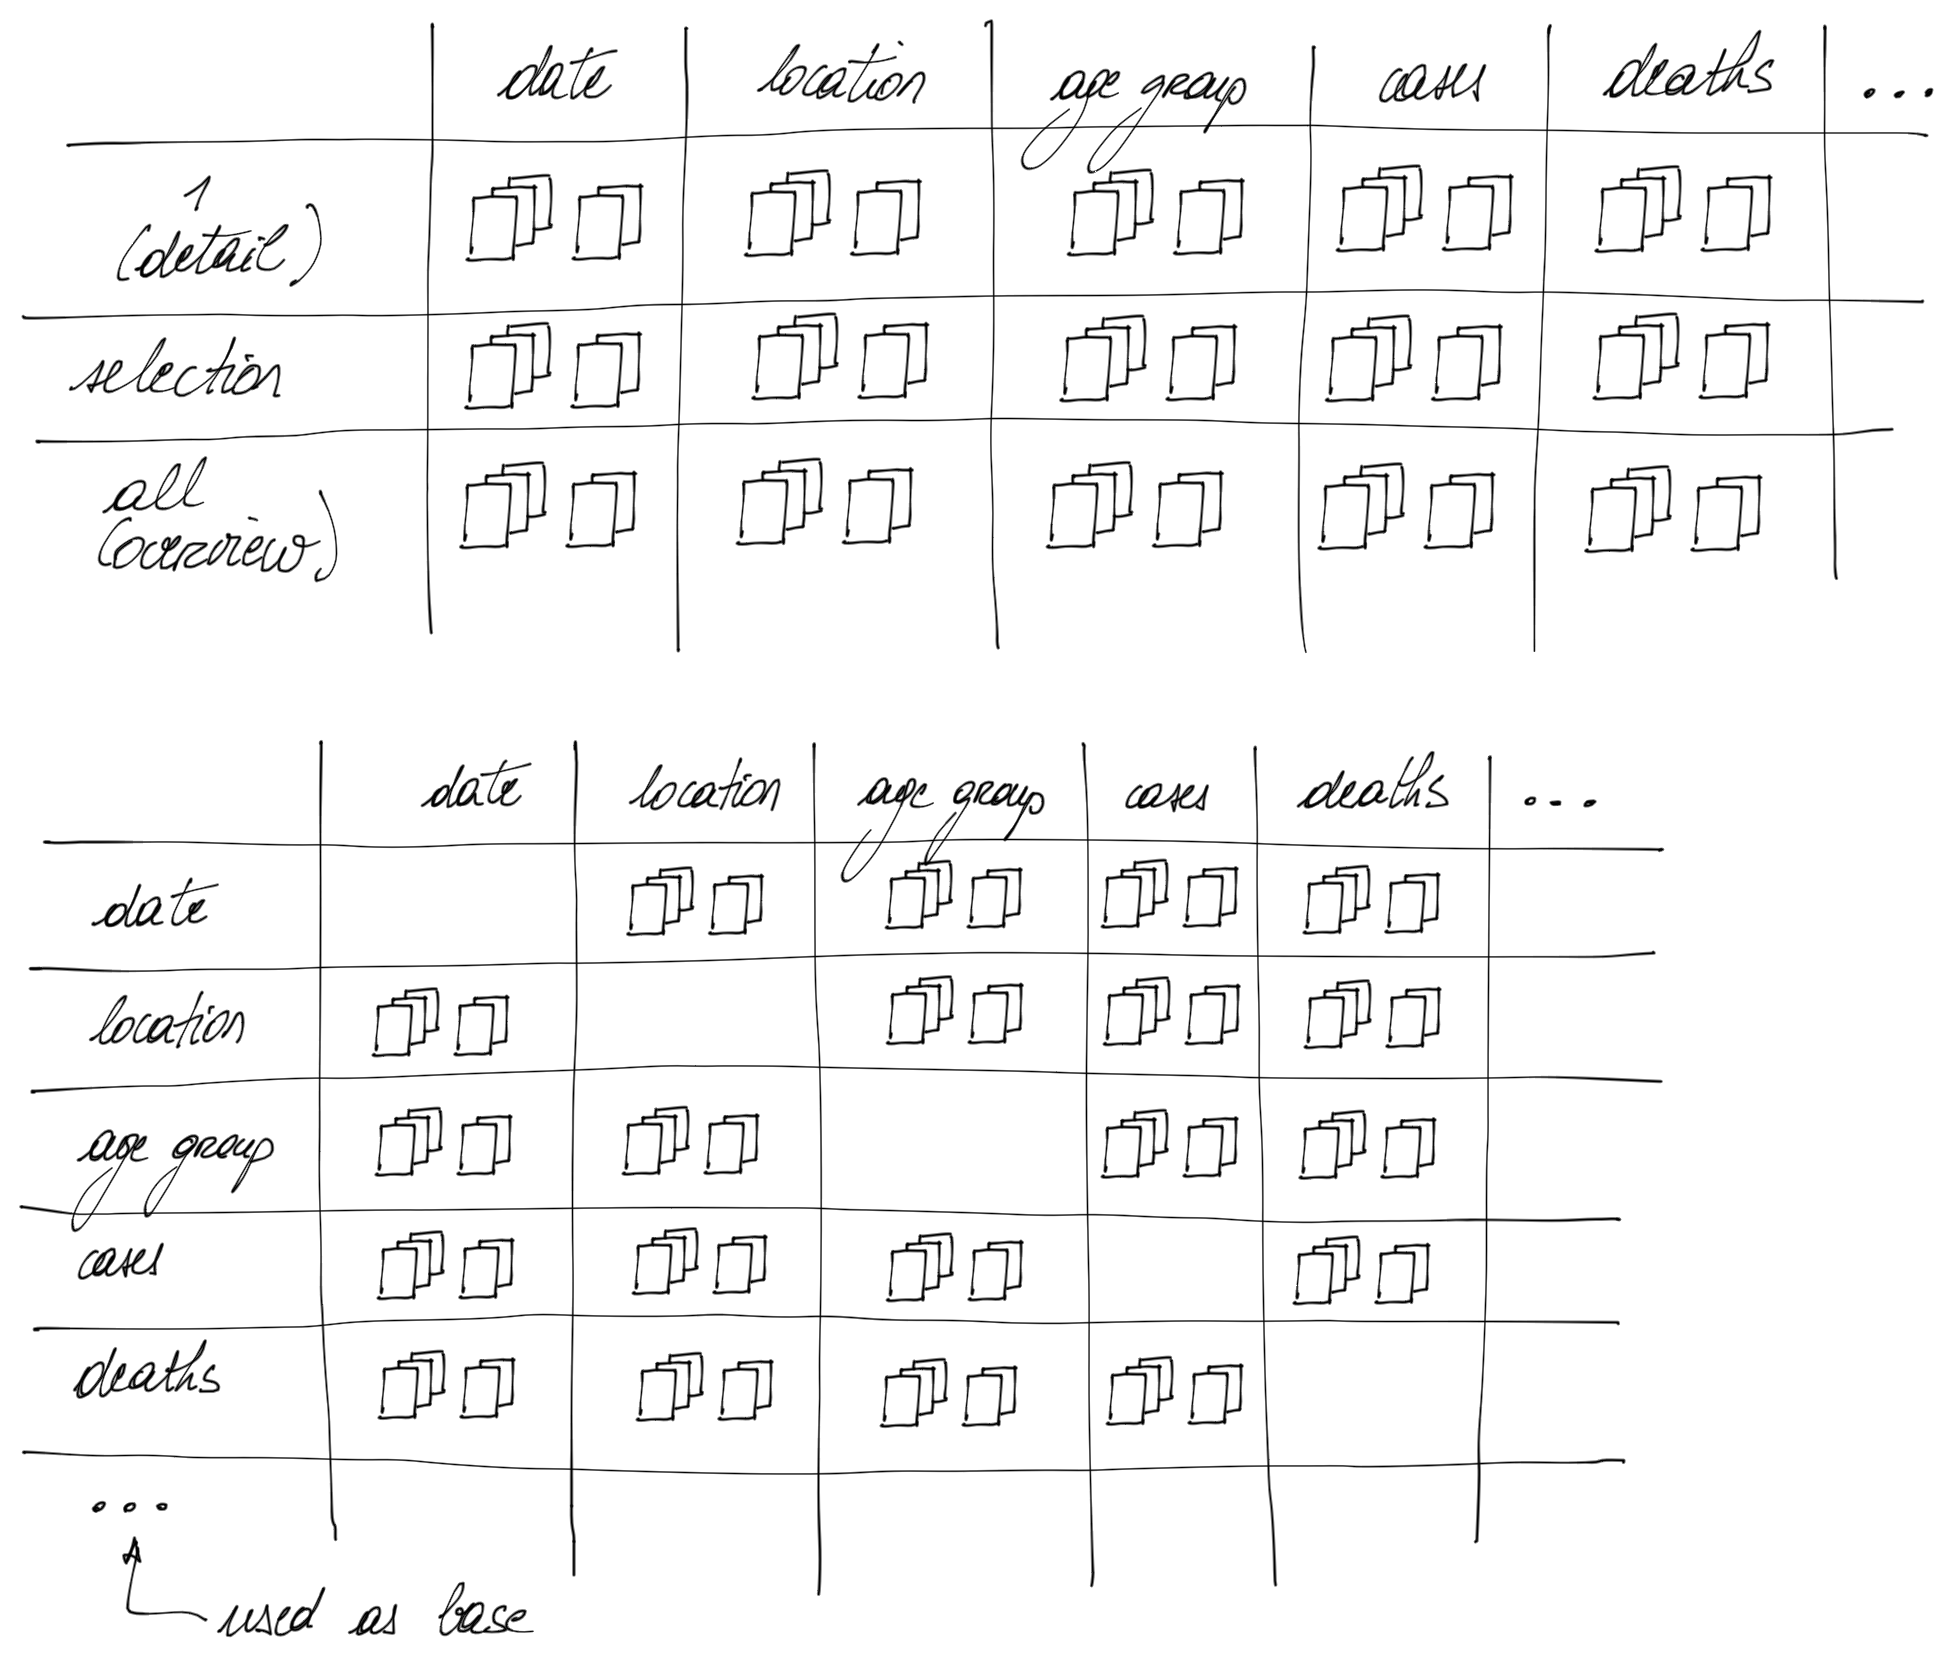 date location age group cases deaths ...
1
(detail)
selection
all
(overview)
date location age group cases deaths ...
date
location
age group
cases
deaths
...
used as base